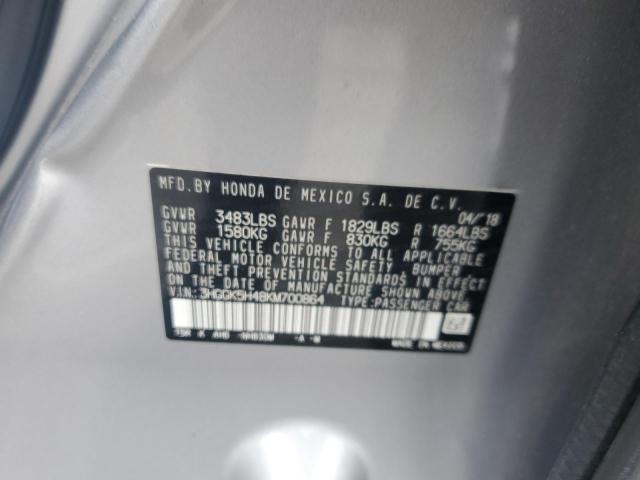 MFD. BY HONDA DE MEXICO S.A. DE C.V.
04/'18
GVWR 3483LBS GAWR F 1829LBS R 1664LBS
GVWR 1580KG GAWR F 830KG R 755KG
THIS VEHICLE CONFORMS TO ALL APPLICABLE
FEDERAL MOTOR VEHICLE SAFETY, BUMPER,
AND THEFT PREVENTION STANDARDS IN EFFECT
ON THE DATE OF MANUFACTURE SHOWN ABOVE.
VIN: 3HGGK5H48KM700864 TYPE:PASSENGER CAR
MADE IN MEXICO